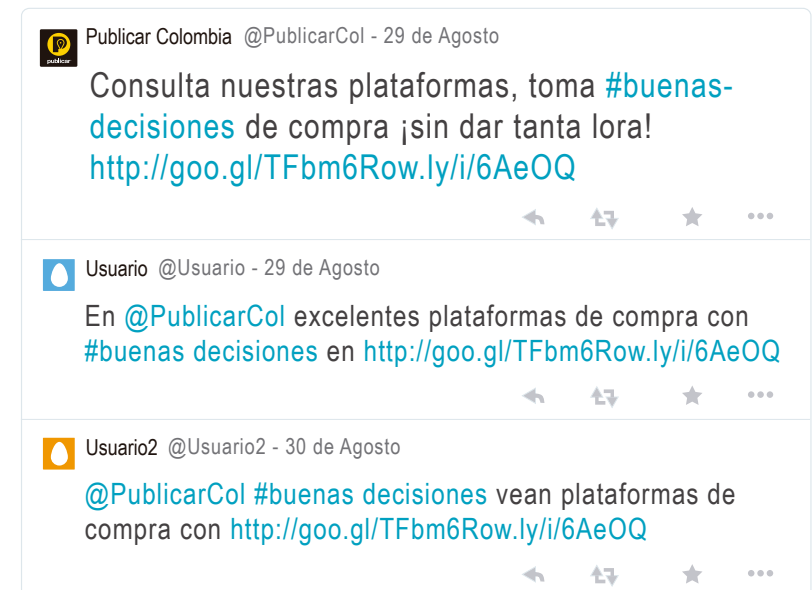 Publicar Colombia @PublicarCol - 29 de Agosto
publicar
Consulta nuestras plataformas, toma #buenas-
decisiones de compra ¡sin dar tanta lora!
http://goo.gl/TFbm6Row.ly/i/6AeOQ
Usuario @Usuario - 29 de Agosto
En @PublicarCol excelentes plataformas de compra con
#buenas decisiones en http://goo.gl/TFbm6Row.ly/i/6AeOQ
Usuario2 @Usuario2 - 30 de Agosto
@PublicarCol #buenas decisiones vean plataformas de
compra con http://goo.gl/TFbm6Row.ly/i/6AeOQ